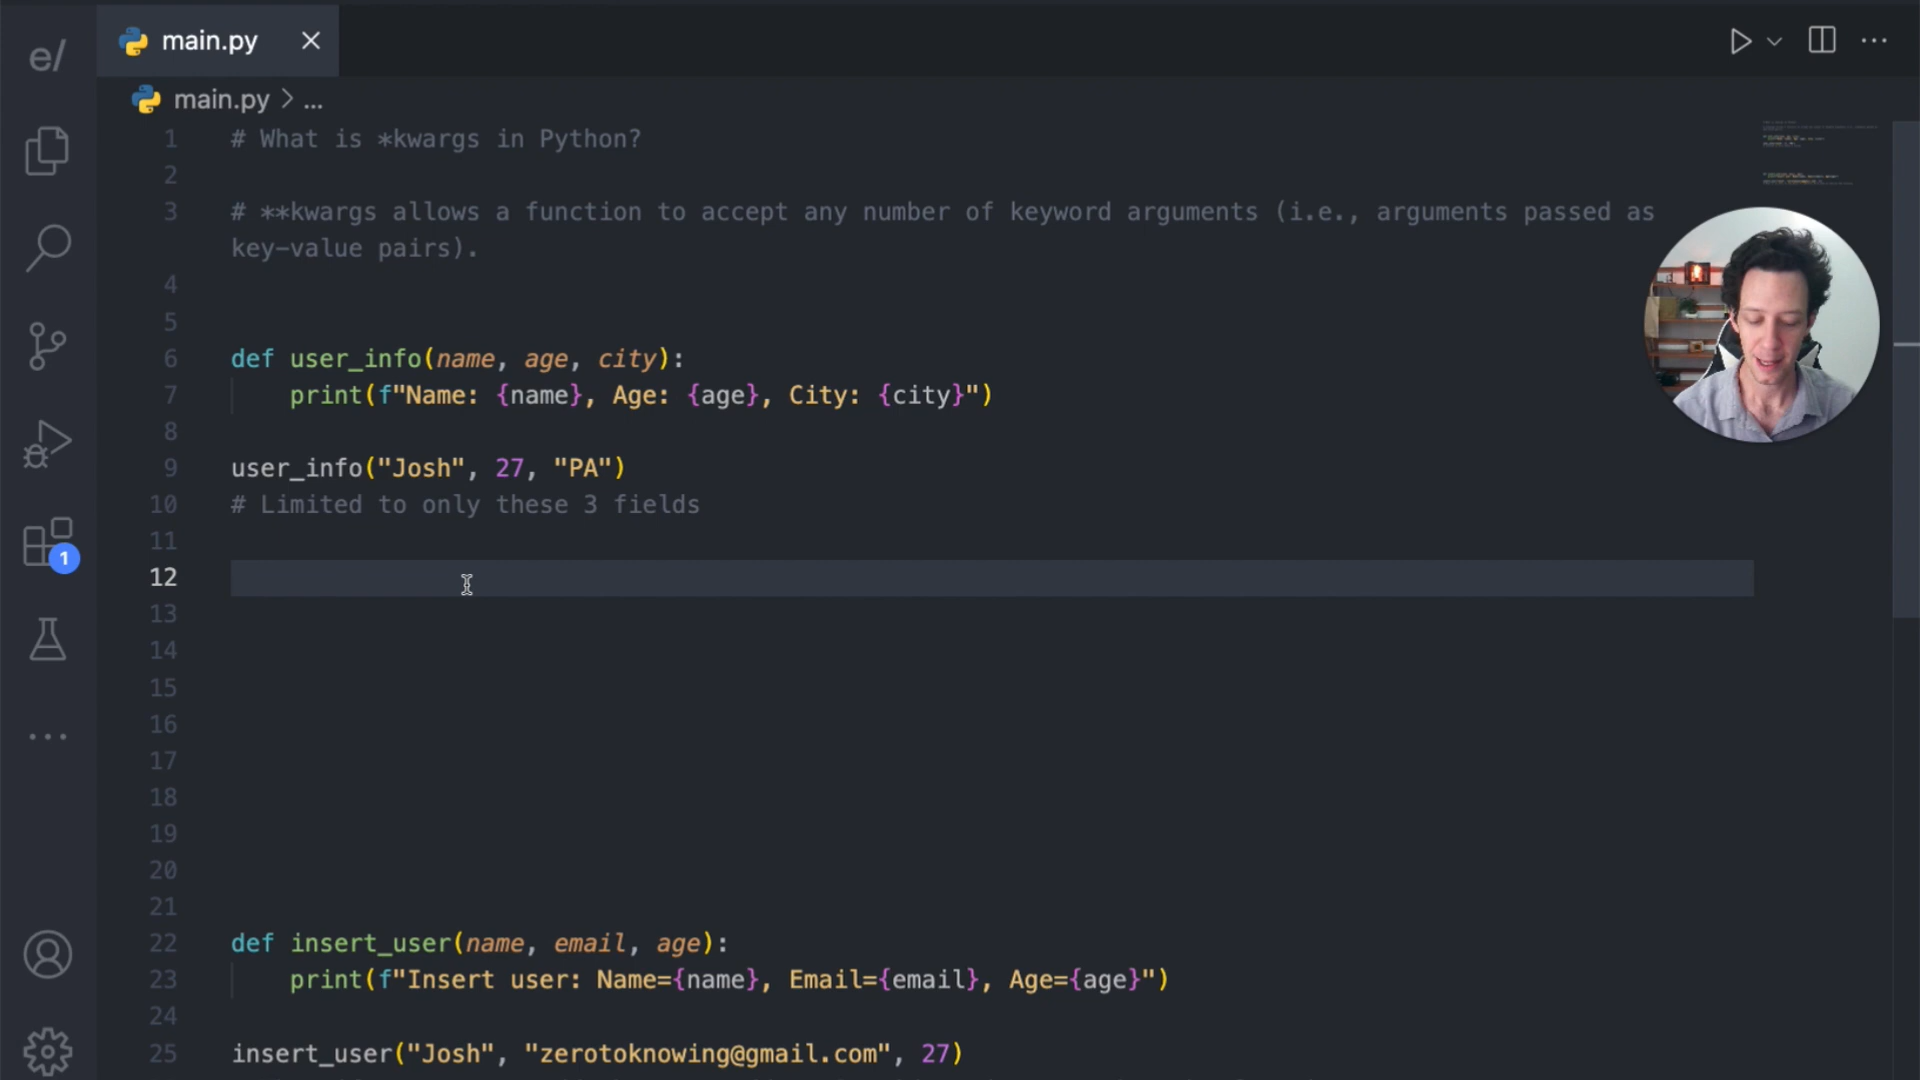 e/
main.py
main.py > ...
1 # What is *kwargs in Python?
2
3 # **kwargs allows a function to accept any number of keyword arguments (i.e., arguments passed as
key-value pairs).
4
5
6 def user_info(name, age, city):
7 print(f"Name: {name}, Age: {age}, City: {city}")
8
9 user_info("Josh", 27, "PA")
10 # Limited to only these 3 fields
11
1
12
13
14
15
16
17
18
19
20
21
22 def insert_user(name, email, age):
23 print(f"Insert user: Name={name}, Email={email}, Age={age}")
24
25 insert_user("Josh", "zerotoknowing@gmail.com", 27)